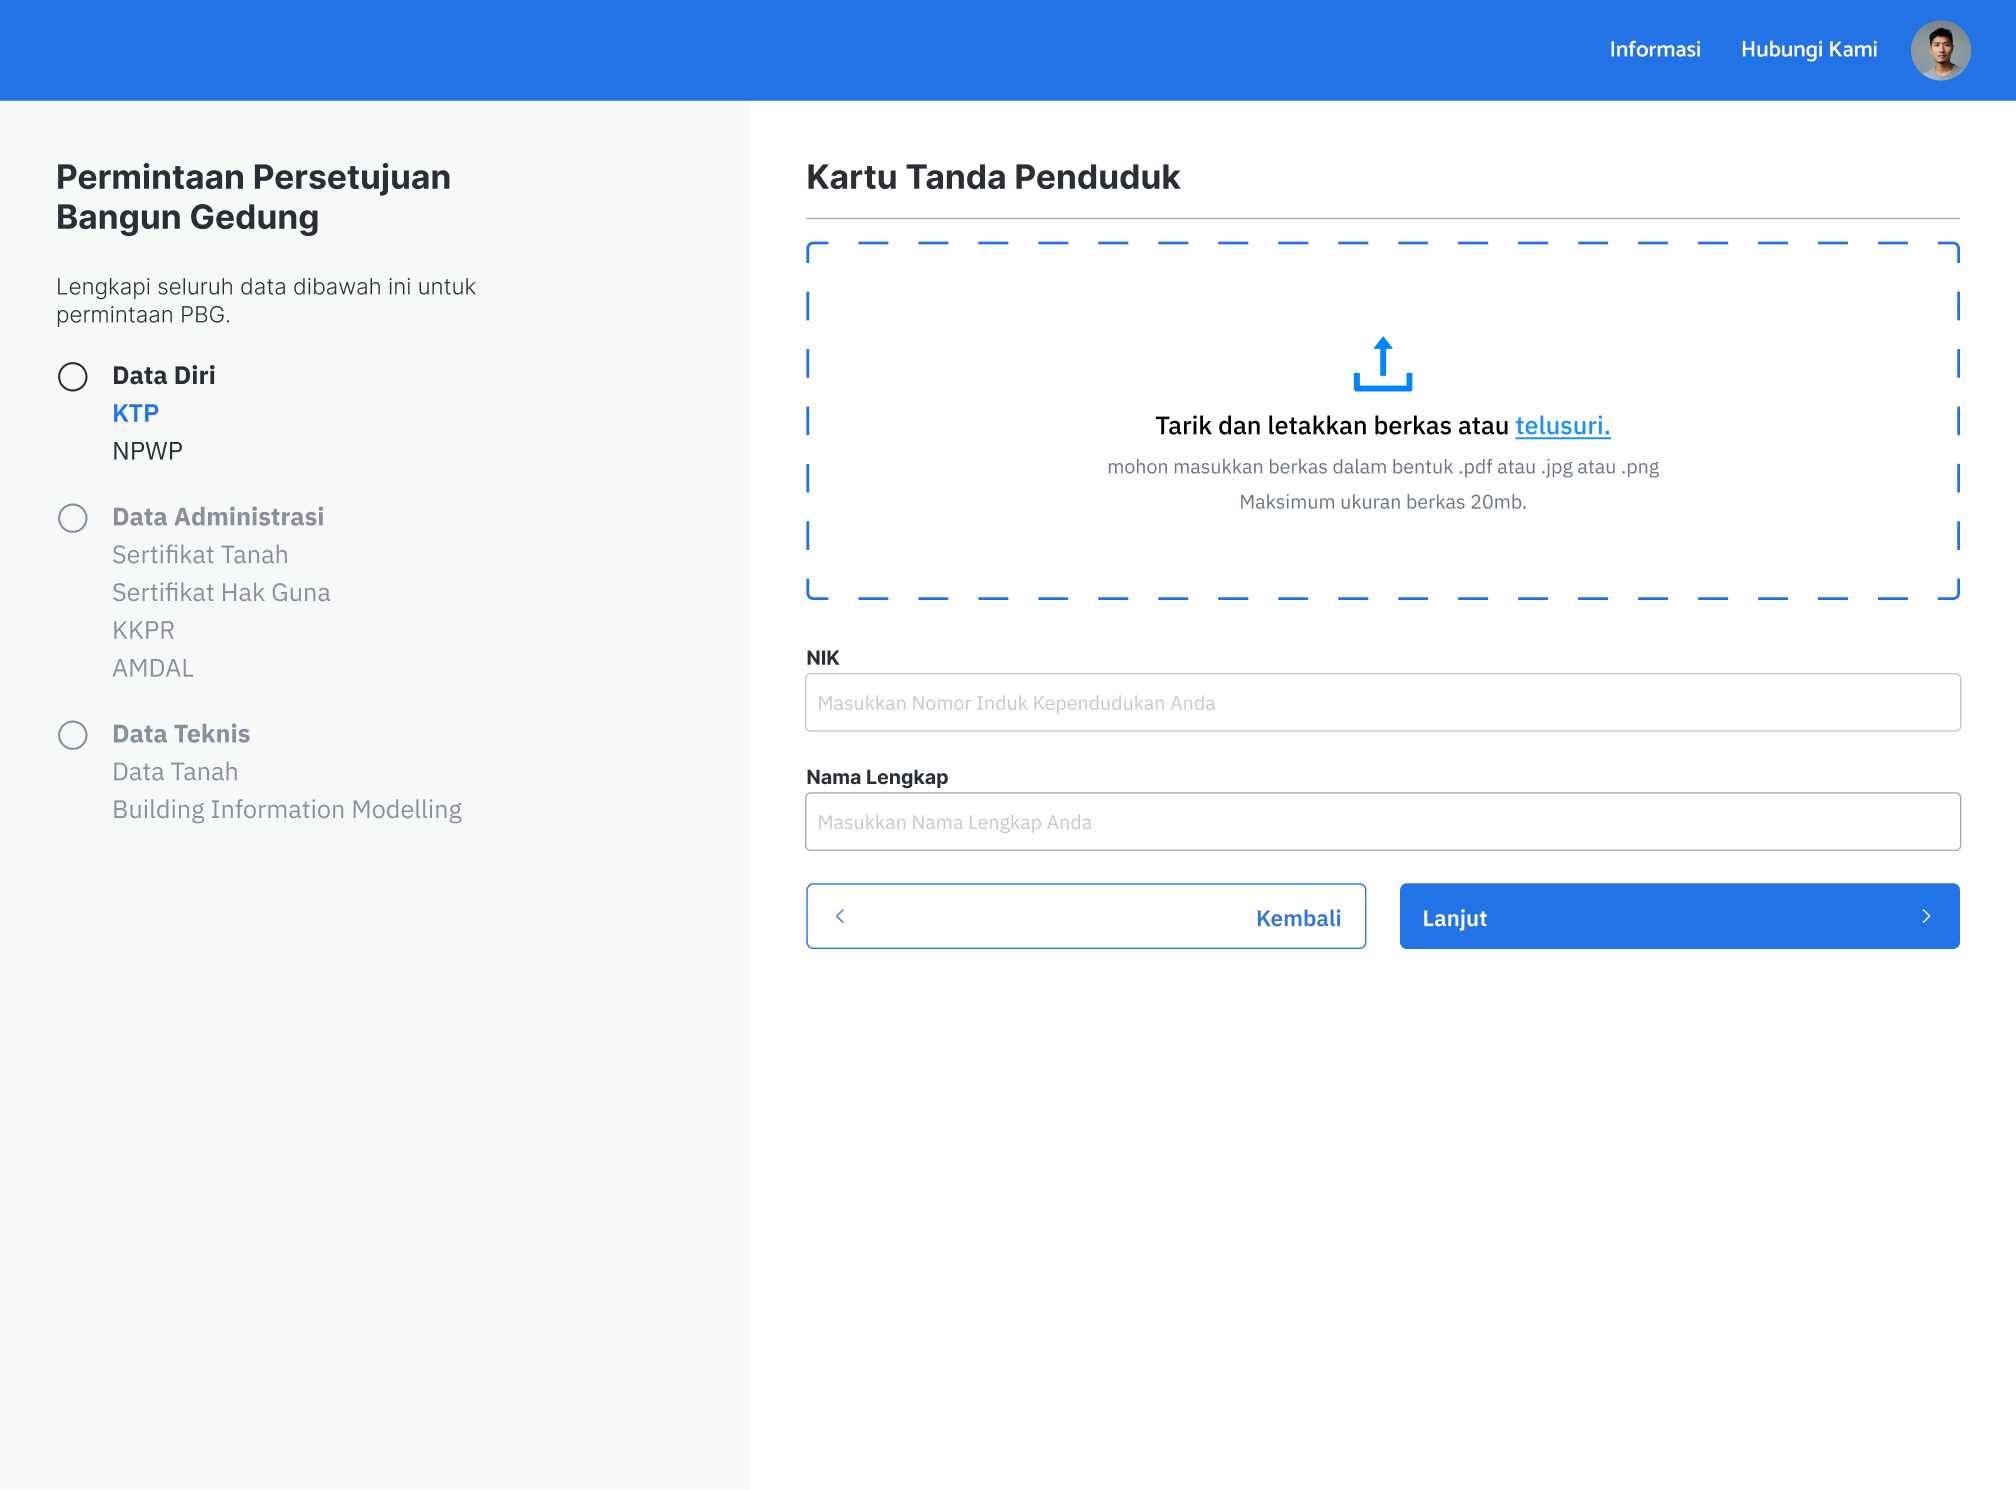 Informasi
Hubungi Kami
Permintaan Persetujuan
Bangun Gedung
Lengkapi seluruh data dibawah ini untuk
permintaan PBG.
Data Diri
KTP
NPWP
Data Administrasi
Sertifikat Tanah
Sertifikat Hak Guna
KKPR
AMDAL
Data Teknis
Data Tanah
Building Information Modelling
Kartu Tanda Penduduk
Tarik dan letakkan berkas atau telusuri.
mohon masukkan berkas dalam bentuk .pdf atau .jpg atau .png
Maksimum ukuran berkas 20mb.
NIK
Masukkan Nomor Induk Kependudukan Anda
Nama Lengkap
Masukkan Nama Lengkap Anda
Kembali
Lanjut